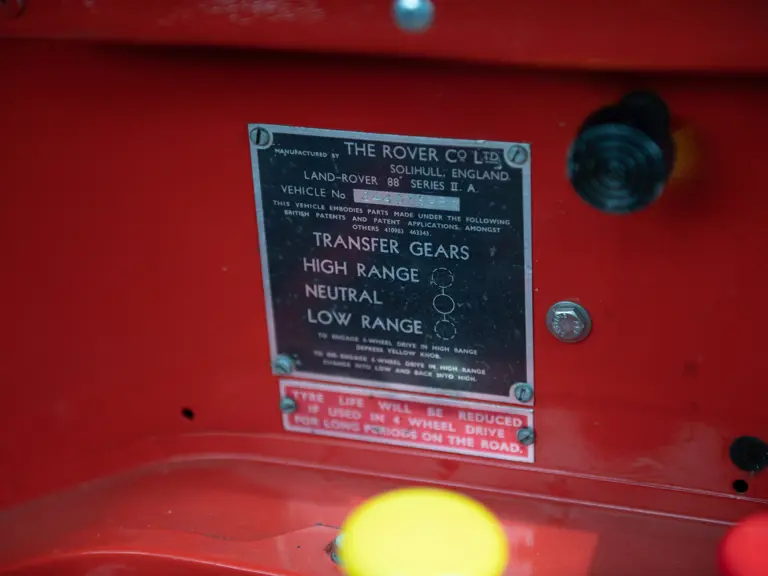 MANUFACTURED BY THE ROVER CO LTD.
SOLIHULL, ENGLAND
LAND-ROVER 88" SERIES II. A.
VEHICLE No
THIS VEHICLE EMBODIES PARTS MADE UNDER THE FOLLOWING
BRITISH PATENTS AND PATENT APPLICATIONS, AMONGST
OTHERS 410983 463343.
TRANSFER GEARS
HIGH RANGE
NEUTRAL
LOW RANGE
TO ENGAGE 4-WHEEL DRIVE IN HIGH RANGE
DEPRESS YELLOW KNOB.
TO DIS-ENGAGE 4-WHEEL DRIVE IN HIGH RANGE
CHANGE INTO LOW AND BACK INTO HIGH.
TYRE LIFE WILL BE REDUCED
IF USED IN 4 WHEEL DRIVE
FOR LONG PERIODS ON THE ROAD.